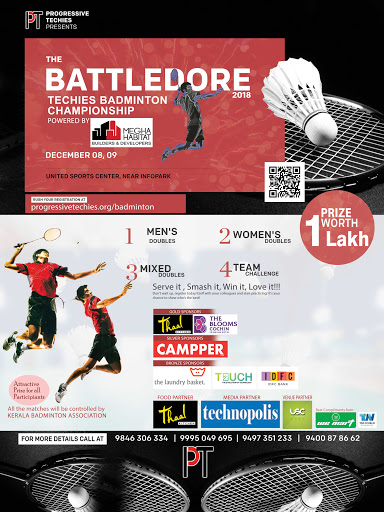 PT PROGRESSIVE
TECHIES
PRESENTS
THE
BATTLEDORE
2018
TECHIES BADMINTON
CHAMPIONSHIP
POWERED BY
MEGHA
HABITAT
BUILDERS & DEVELOPERS
DECEMBER 08, 09
UNITED SPORTS CENTER, NEAR INFOPARK
RUSH YOUR REGISTRATION AT
progressivetechies.org/badminton
PRIZE
WORTH
1 Lakh
1 MEN'S
DOUBLES
2 WOMEN'S
DOUBLES
3 MIXED
DOUBLES
4 TEAM
CHALLENGE
Serve it , Smash it, Win it, Love it!!!
GOLD SPONSORS
Thaal
KITCHEN
THE
BLOOMS
COCHIN
SILVER SPONSORS
CAMPPER
BRONZE SPONSORS
the laundry basket.
TOUCH
IDFC
IDFC BANK
Attractive
Prize for all
Participants
All the matches will be controlled by
KERALA BADMINTON ASSOCIATION
FOOD PARTNER
Thaal
KITCHEN
MEDIA PARTNER
technopolis
VENUE PARTNER
USC
we mart
FOR MORE DETAILS CALL AT
9846 306 334 | 9995 049 695 | 9497 351 233 | 9400 87 86 62
PT